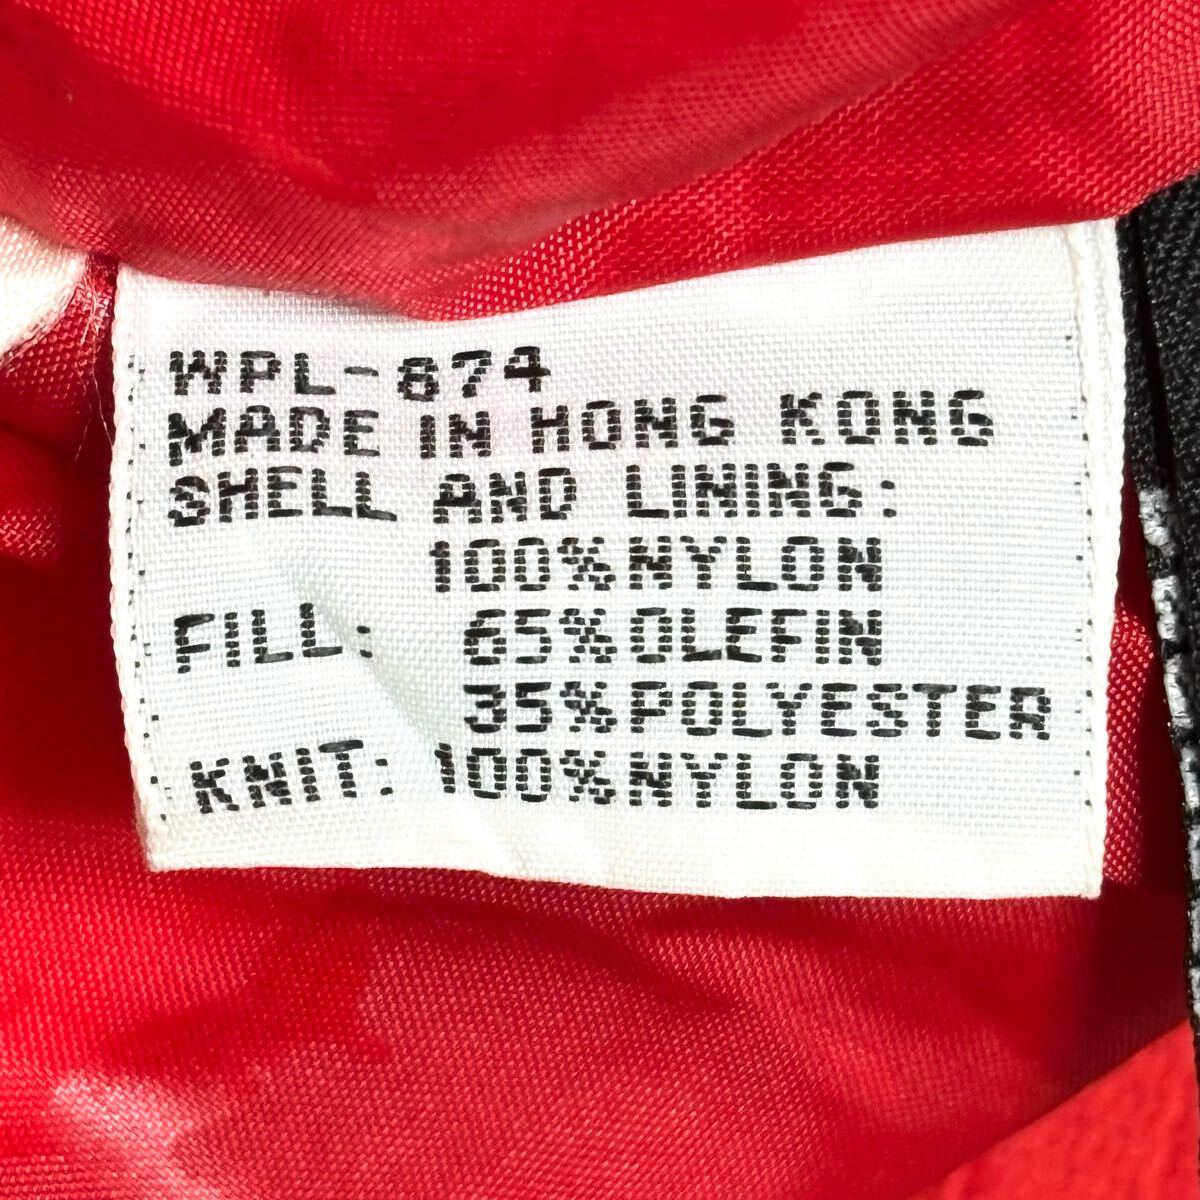 WPL-874
MADE IN HONG KONG
SHELL AND LINING:
100%NYLON
FILL: 65%OLEFIN
35%POLYESTER
KNIT: 100%NYLON